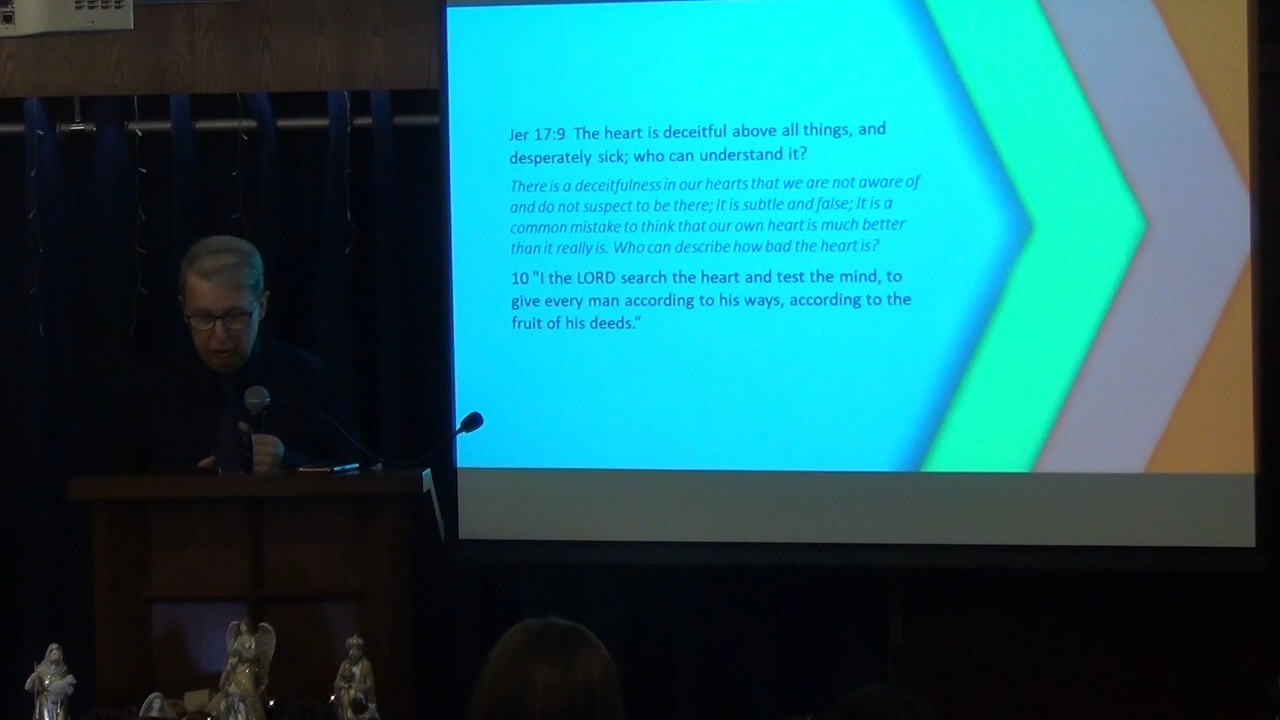 Jer 17:9 The heart is deceitful above all things, and
desperately sick; who can understand it?
There is a deceitfulness in our hearts that we are not aware of
and do not suspect to be there; It is subtle and false; It is a
common mistake to think that our own heart is much better
than it really is. Who can describe how bad the heart is?
10 "I the LORD search the heart and test the mind, to
give every man according to his ways, according to the
fruit of his deeds.“